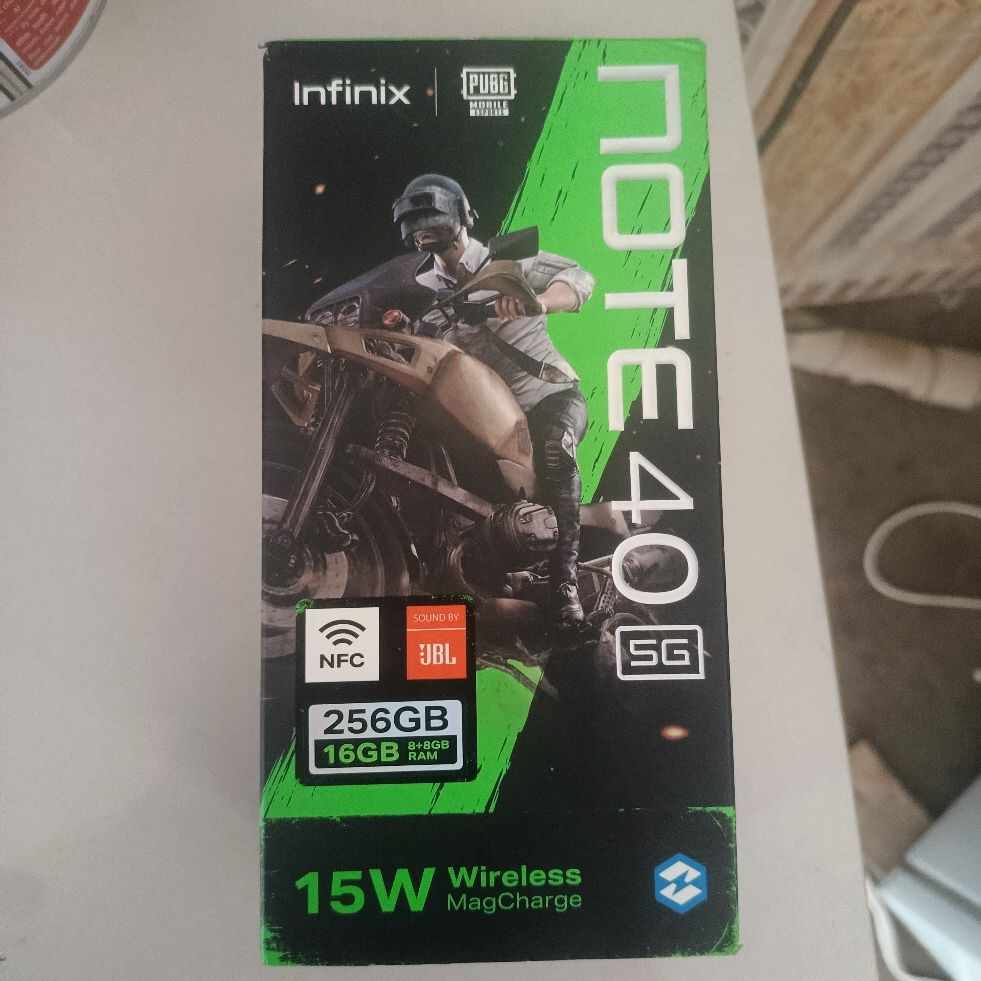 Infinix
PUBG
MOBILE
ESPORTS
NOTE 40 5G
NFC
SOUND BY
JBL
256GB
16GB 8+8GB
RAM
15W Wireless
MagCharge